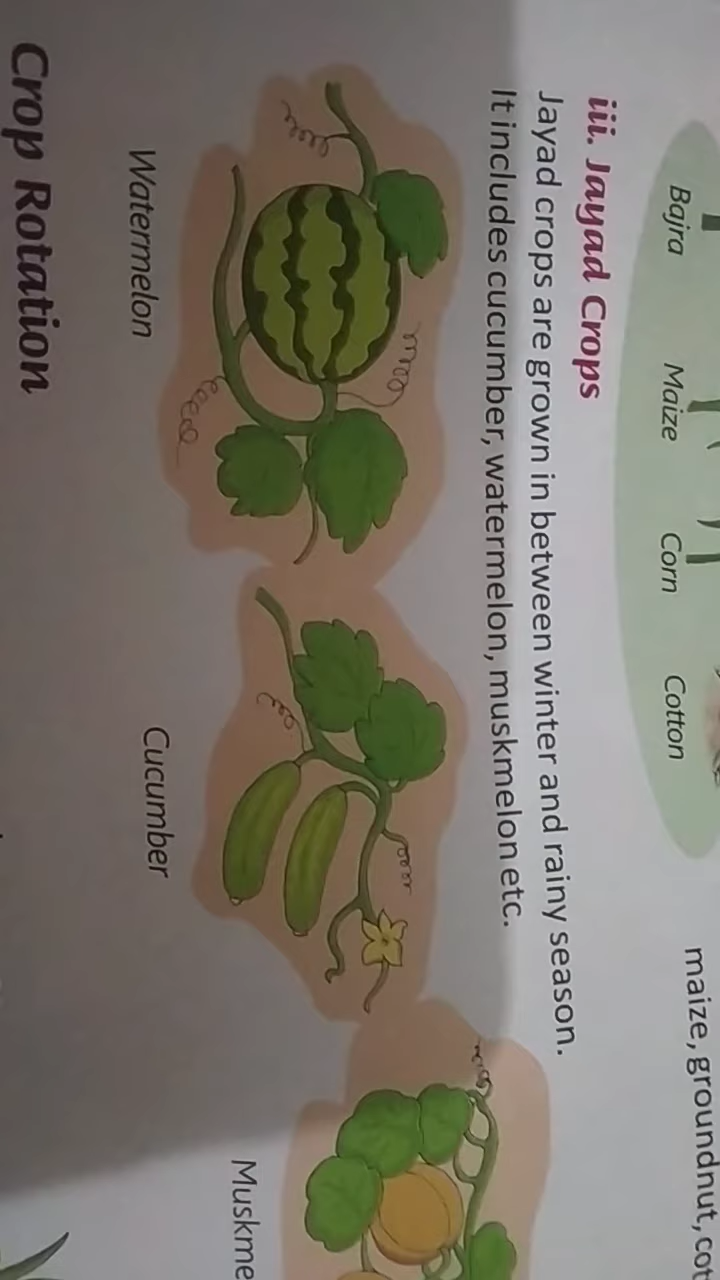 maize, groundnut, cot
Bajra Maize Corn Cotton
iii. Jayad Crops
Jayad crops are grown in between winter and rainy season.
It includes cucumber, watermelon, muskmelon etc.
Watermelon Cucumber Muskme
Crop Rotation